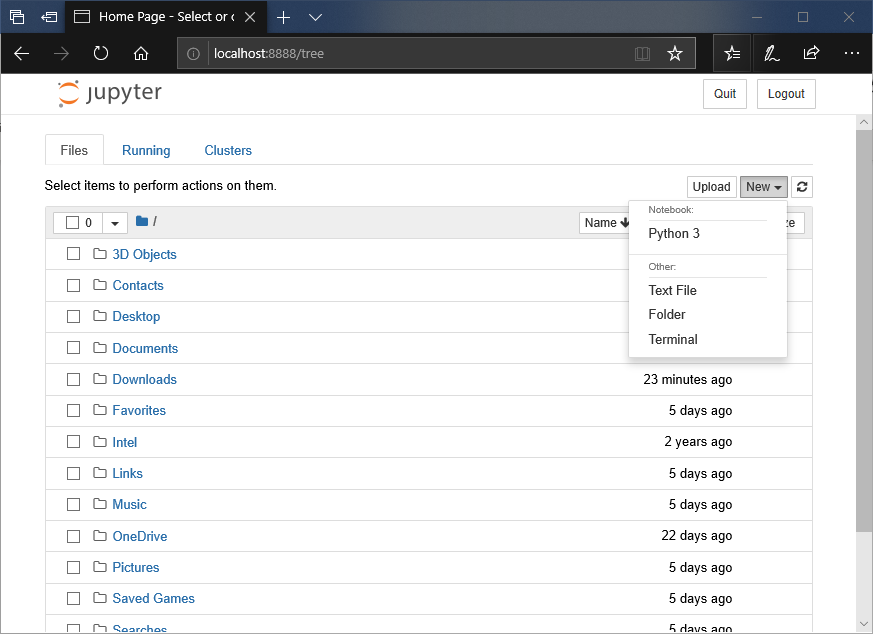 Home Page - Select or c
localhost:8888/tree
jupyter
Quit
Logout
Files
Running
Clusters
Select items to perform actions on them.
Upload
New
0
/
Name
ze
Notebook:
Python 3
Other:
Text File
Folder
Terminal
3D Objects
Contacts
Desktop
Documents
Downloads 23 minutes ago
Favorites 5 days ago
Intel 2 years ago
Links 5 days ago
Music 5 days ago
OneDrive 22 days ago
Pictures 5 days ago
Saved Games 5 days ago
Searches 5 days ago